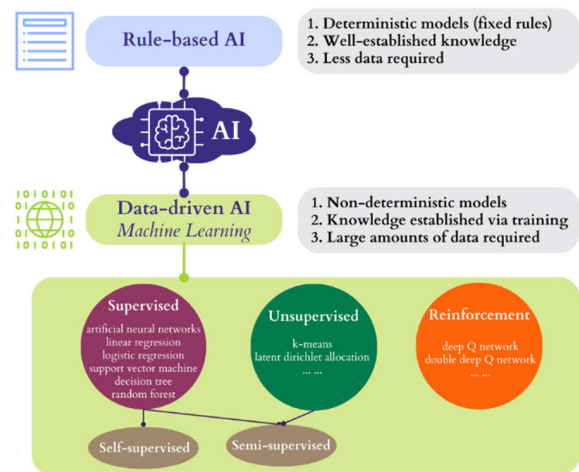 Rule-based AI
1. Deterministic models (fixed rules)
2. Well-established knowledge
3. Less data required
AI
Data-driven AI
Machine Learning
1. Non-deterministic models
2. Knowledge established via training
3. Large amounts of data required
Supervised
artificial neural networks
linear regression
logistic regression
support vector machine
decision tree
random forest
Unsupervised
k-means
latent dirichlet allocation
... ...
Reinforcement
deep Q network
double deep Q network
... ...
Self-supervised
Semi-supervised